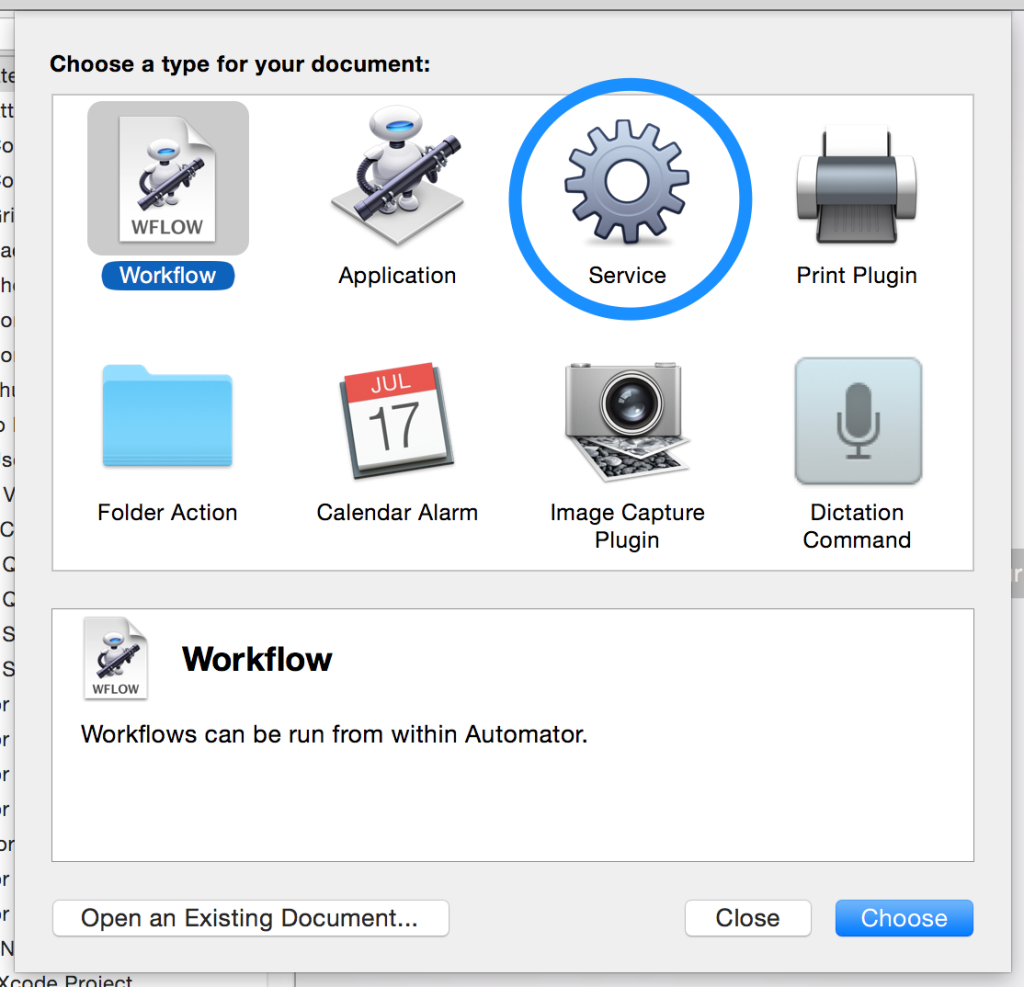 Choose a type for your document:
WFLOW
JUL
17
Workflow
Application
Service
Print Plugin
Folder Action
Calendar Alarm
Image Capture
Plugin
Dictation
Command
WFLOW
Workflow
Workflows can be run from within Automator.
Open an Existing Document...
Close
Choose
Xcode Project